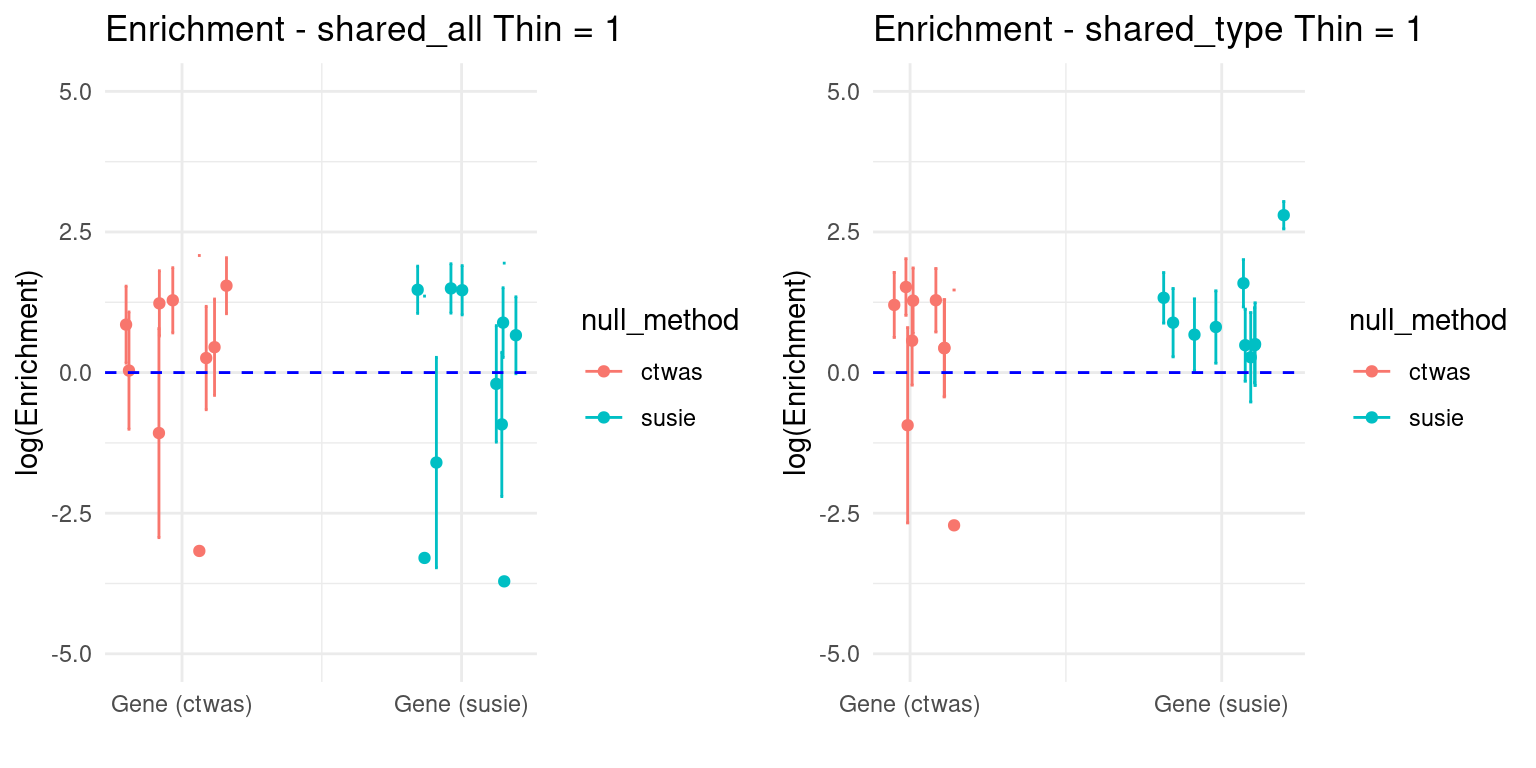 Enrichment - shared_all Thin = 1
log(Enrichment)
5.0
2.5
0.0
-2.5
-5.0
Gene (ctwas)
Gene (susie)
null_method
ctwas
susie
Enrichment - shared_type Thin = 1
log(Enrichment)
5.0
2.5
0.0
-2.5
-5.0
Gene (ctwas)
Gene (susie)
null_method
ctwas
susie